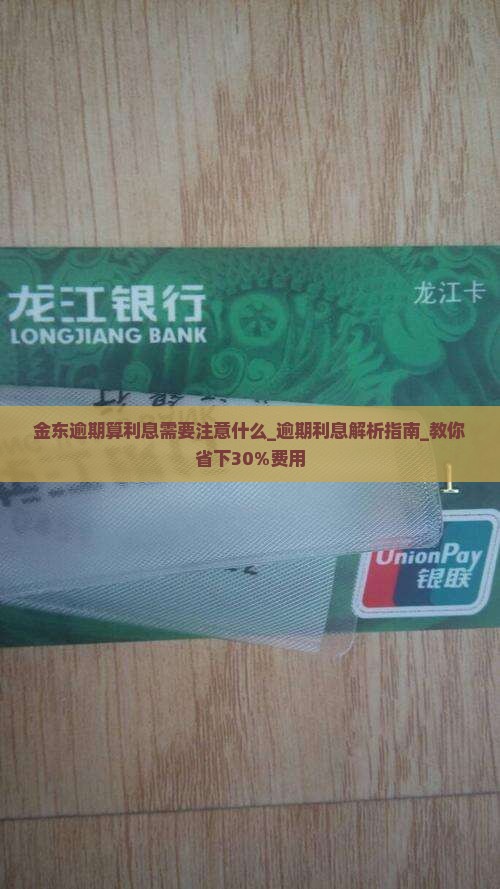 龙江银行
龙江卡
LONGJIANG BANK
金东逾期算利息需要注意什么_逾期利息解析指南_教你
省下30%费用
1
UnionPay
银联